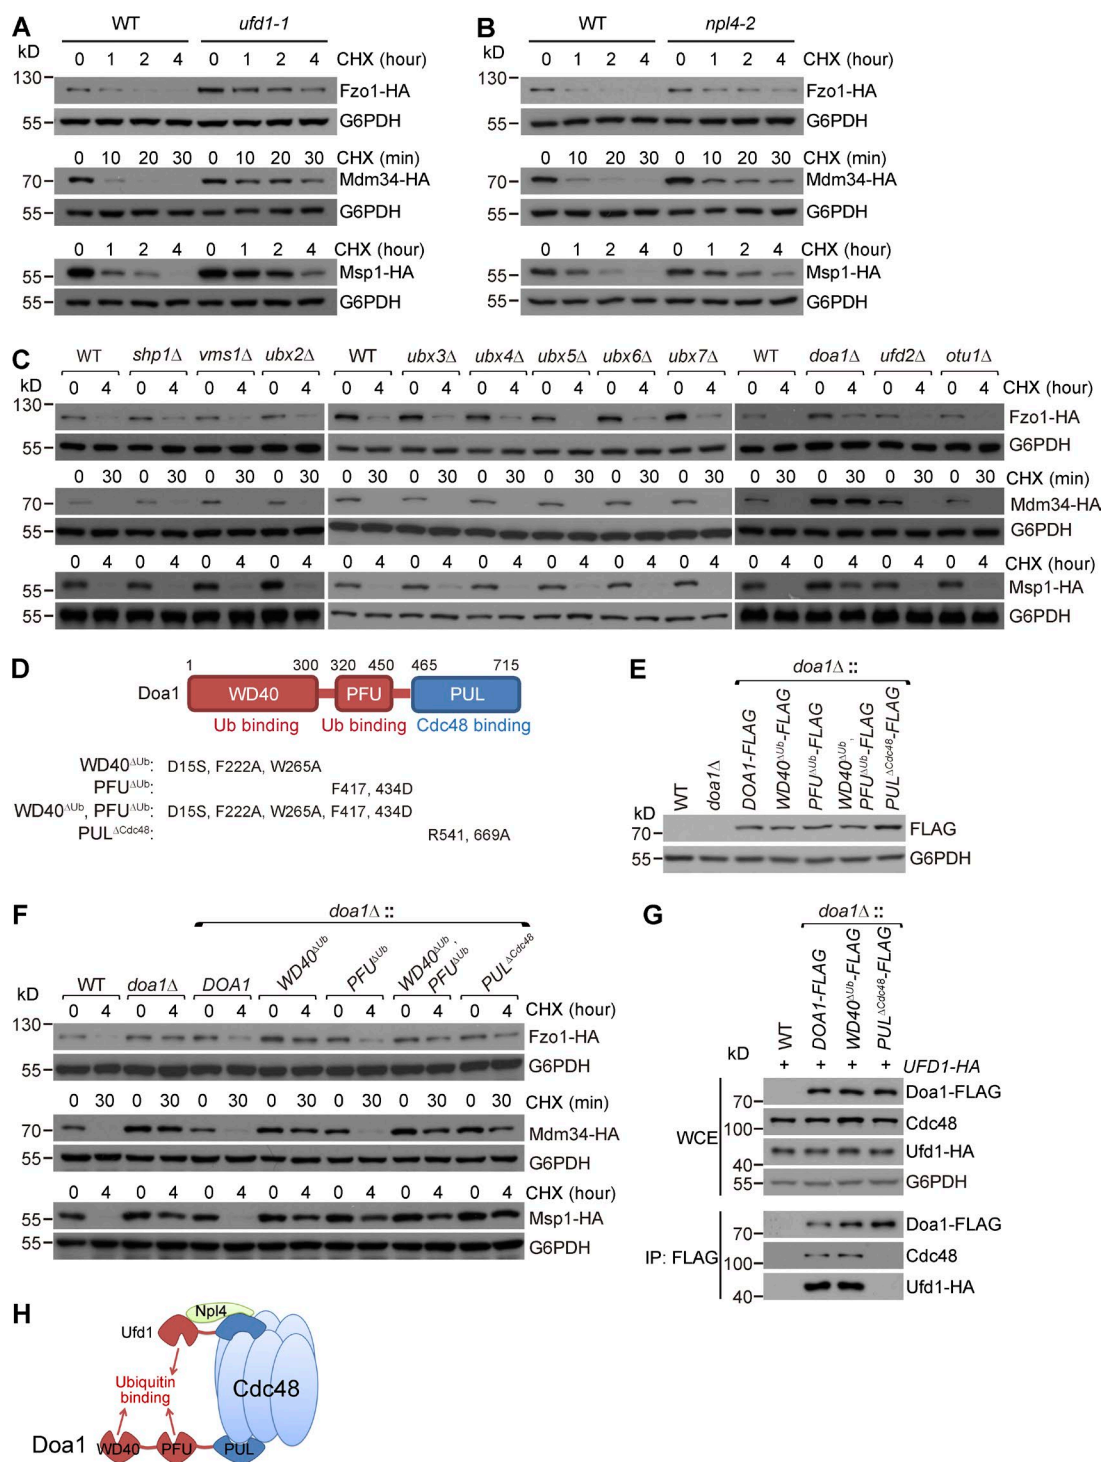 A
WT ufd1-1
kD 0 1 2 4 0 1 2 4 CHX (hour)
130
Fzo1-HA
55 G6PDH
0 10 20 30 0 10 20 30 CHX (min)
70 Mdm34-HA
55 G6PDH
0 1 2 4 0 1 2 4 CHX (hour)
55 Msp1-HA
55 G6PDH
B
WT npl4-2
kD 0 1 2 4 0 1 2 4 CHX (hour)
130
Fzo1-HA
55 G6PDH
0 10 20 30 0 10 20 30 CHX (min)
70 Mdm34-HA
55 G6PDH
0 1 2 4 0 1 2 4 CHX (hour)
55 Msp1-HA
55 G6PDH
C
WT shp1Δ vms1Δ ubx2Δ WT ubx3Δ ubx4Δ ubx5Δ ubx6Δ ubx7Δ WT doa1Δ ufd2Δ otu1Δ
kD 0 4 0 4 0 4 0 4 0 4 0 4 0 4 0 4 0 4 0 4 0 4 0 4 0 4 0 4 CHX (hour)
130
Fzo1-HA
55 G6PDH
0 30 0 30 0 30 0 30 0 30 0 30 0 30 0 30 0 30 0 30 0 30 0 30 0 30 0 30 CHX (min)
70 Mdm34-HA
55 G6PDH
0 4 0 4 0 4 0 4 0 4 0 4 0 4 0 4 0 4 0 4 0 4 0 4 0 4 0 4 CHX (hour)
55 Msp1-HA
55 G6PDH
D
1 300 320 450 465 715
Doa1 WD40 PFU PUL
Ub binding Ub binding Cdc48 binding
WD40ΔUb: D15S, F222A, W265A
PFUΔUb: F417, 434D
WD40ΔUb, PFUΔUb: D15S, F222A, W265A, F417, 434D
PULΔCdc48: R541, 669A
E
doa1Δ ::
WT
doa1Δ
DOA1-FLAG
WD40ΔUb-FLAG
PFUΔUb-FLAG
WD40ΔUb,
PFUΔUb-FLAG
PULΔCdc48-FLAG
kD
70 FLAG
55 G6PDH
F
doa1Δ ::
WT doa1Δ DOA1 WD40ΔUb PFUΔUb WD40ΔUb, PFUΔUb PULΔCdc48
kD 0 4 0 4 0 4 0 4 0 4 0 4 0 4 CHX (hour)
130
Fzo1-HA
55 G6PDH
0 30 0 30 0 30 0 30 0 30 0 30 0 30 CHX (min)
70 Mdm34-HA
55 G6PDH
0 4 0 4 0 4 0 4 0 4 0 4 0 4 CHX (hour)
55 Msp1-HA
55 G6PDH
G
doa1Δ ::
WT
DOA1-FLAG
WD40ΔUb-FLAG
PULΔCdc48-FLAG
kD
+ + + + UFD1-HA
WCE
70 Doa1-FLAG
100 Cdc48
40 Ufd1-HA
55 G6PDH
IP: FLAG
70 Doa1-FLAG
100 Cdc48
40 Ufd1-HA
H
Npl4
Ufd1
Ubiquitin
binding
Cdc48
Doa1 WD40 PFU PUL